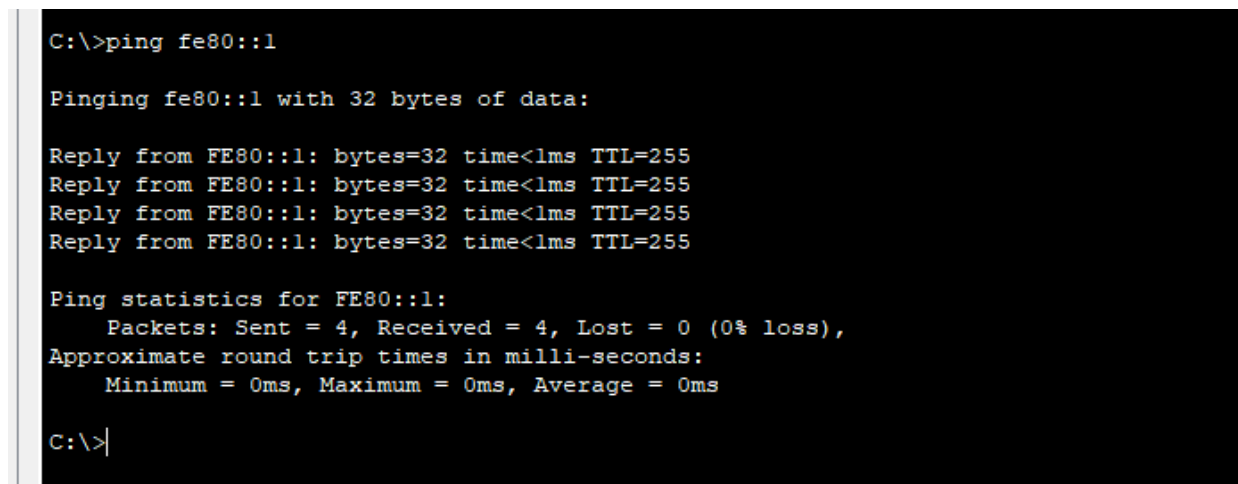 C:\>ping fe80::1
Pinging fe80::1 with 32 bytes of data:
Reply from FE80::1: bytes=32 time<1ms TTL=255
Reply from FE80::1: bytes=32 time<1ms TTL=255
Reply from FE80::1: bytes=32 time<1ms TTL=255
Reply from FE80::1: bytes=32 time<1ms TTL=255
Ping statistics for FE80::1:
    Packets: Sent = 4, Received = 4, Lost = 0 (0% loss),
Approximate round trip times in milli-seconds:
    Minimum = 0ms, Maximum = 0ms, Average = 0ms
C:\>